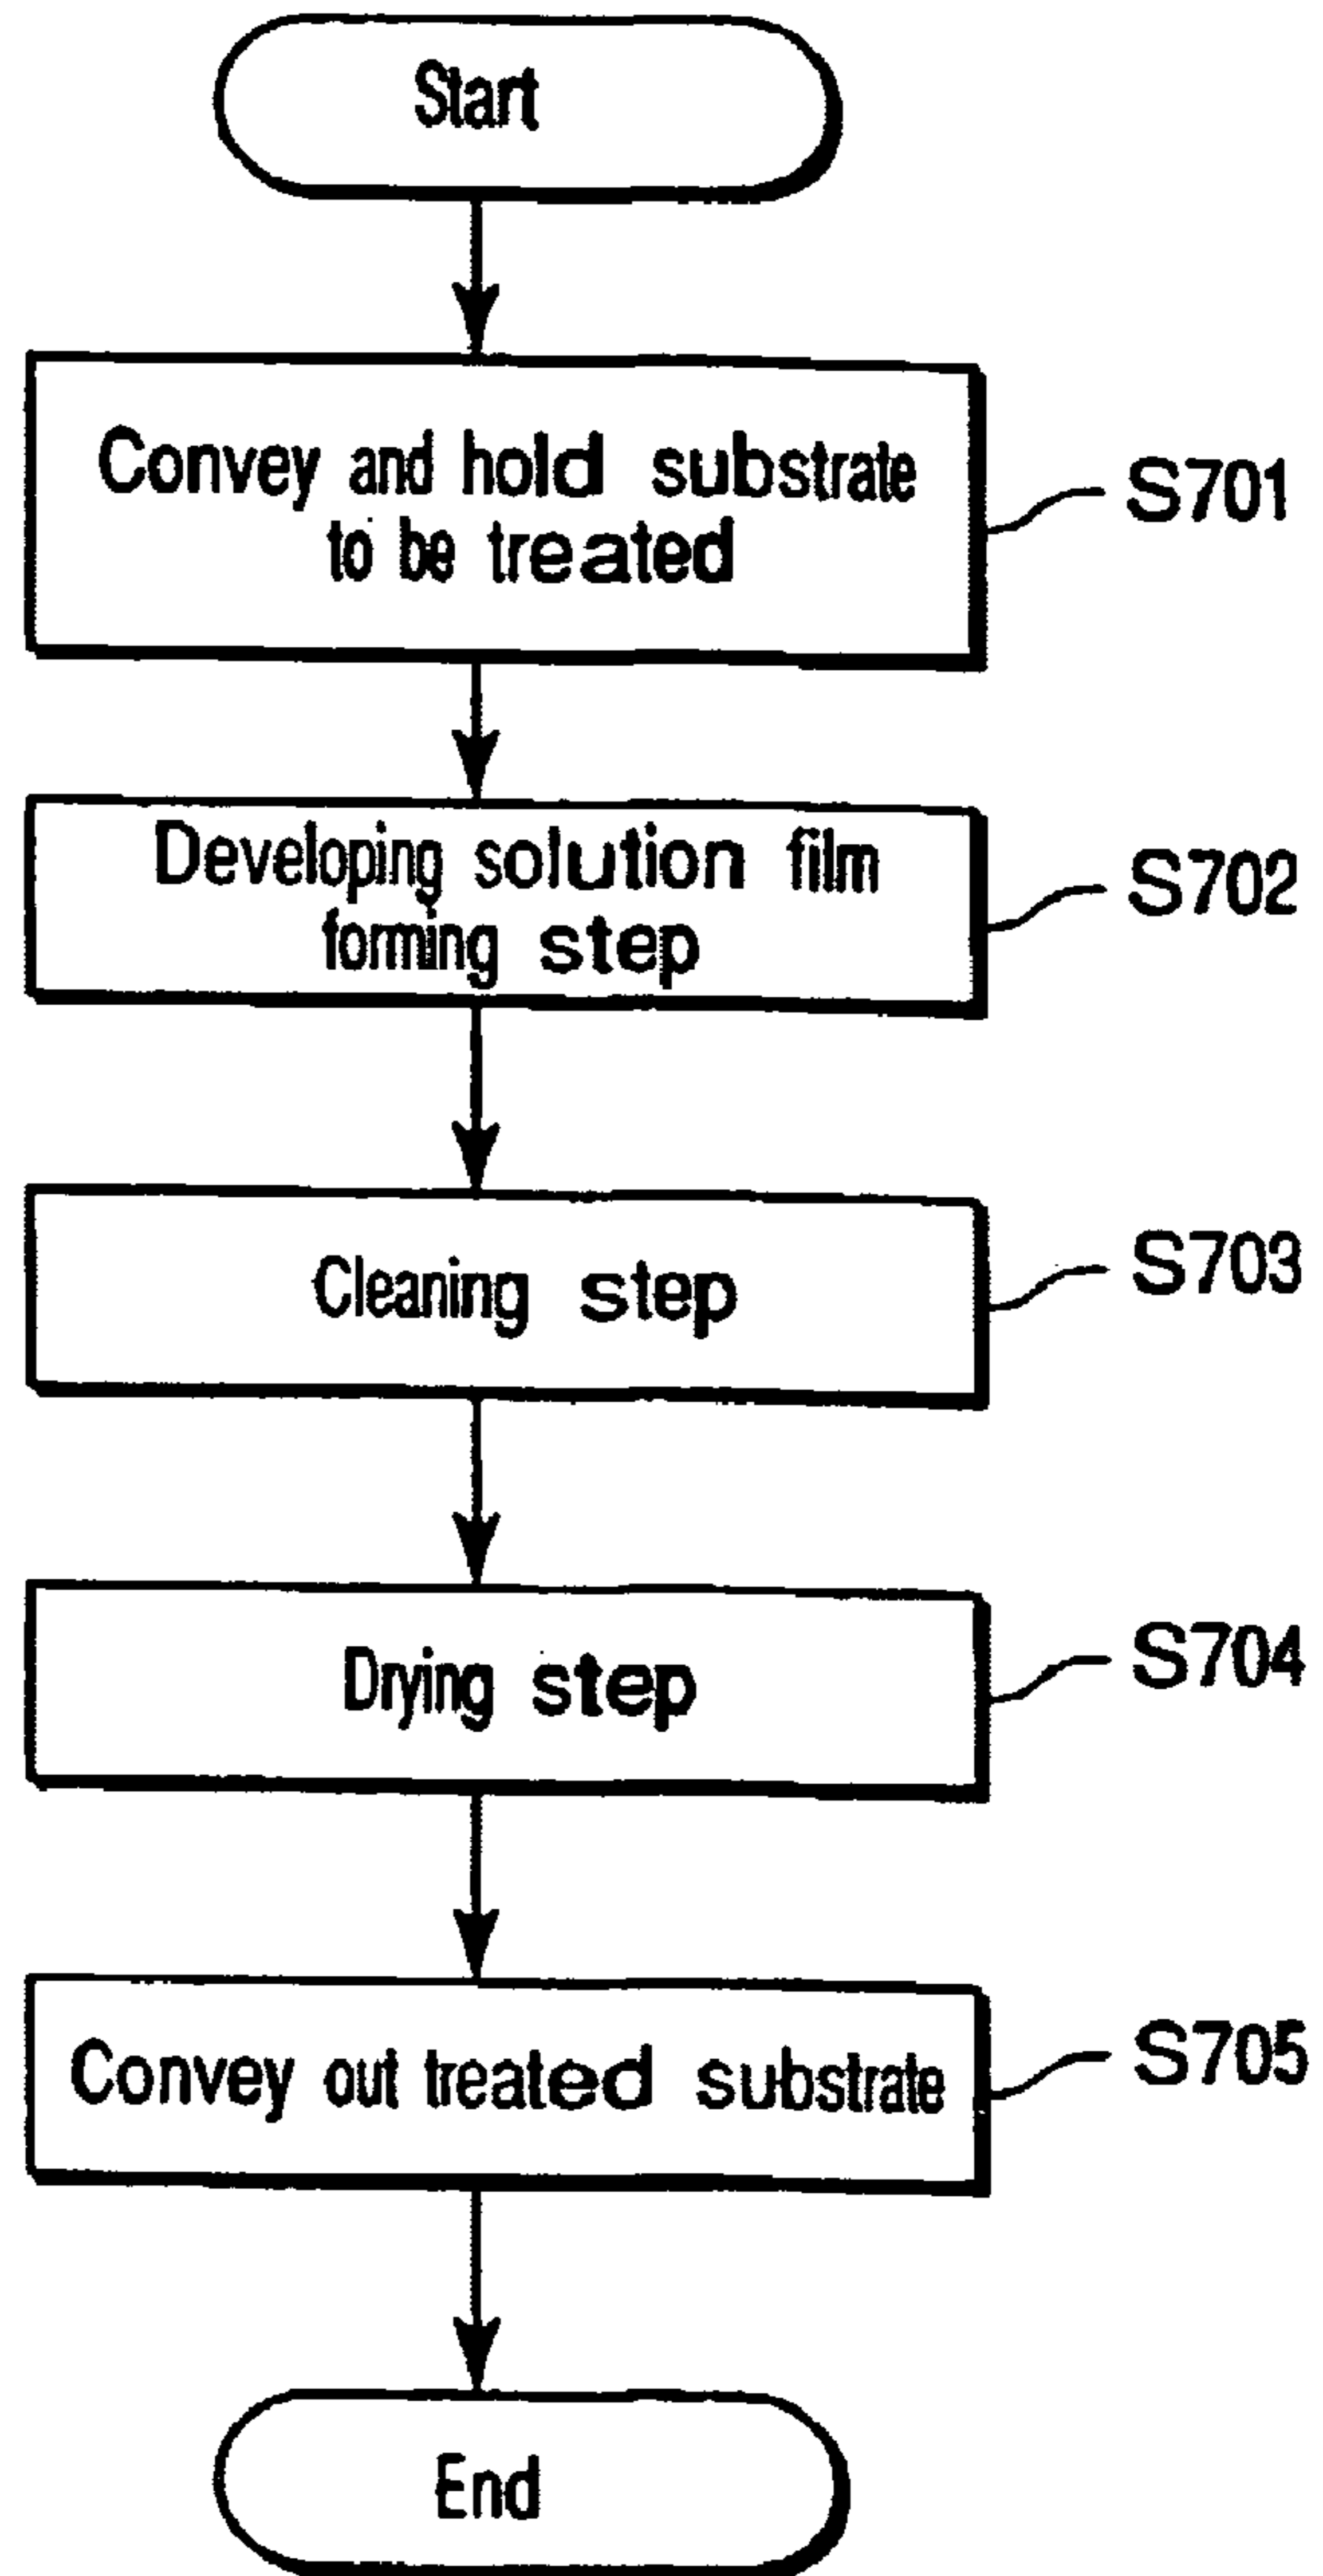 Start
Convey and hold substrate
to be treated
S701
Developing solution film
forming step
S702
Cleaning step
S703
Drying step
S704
Convey out treated substrate
S705
End